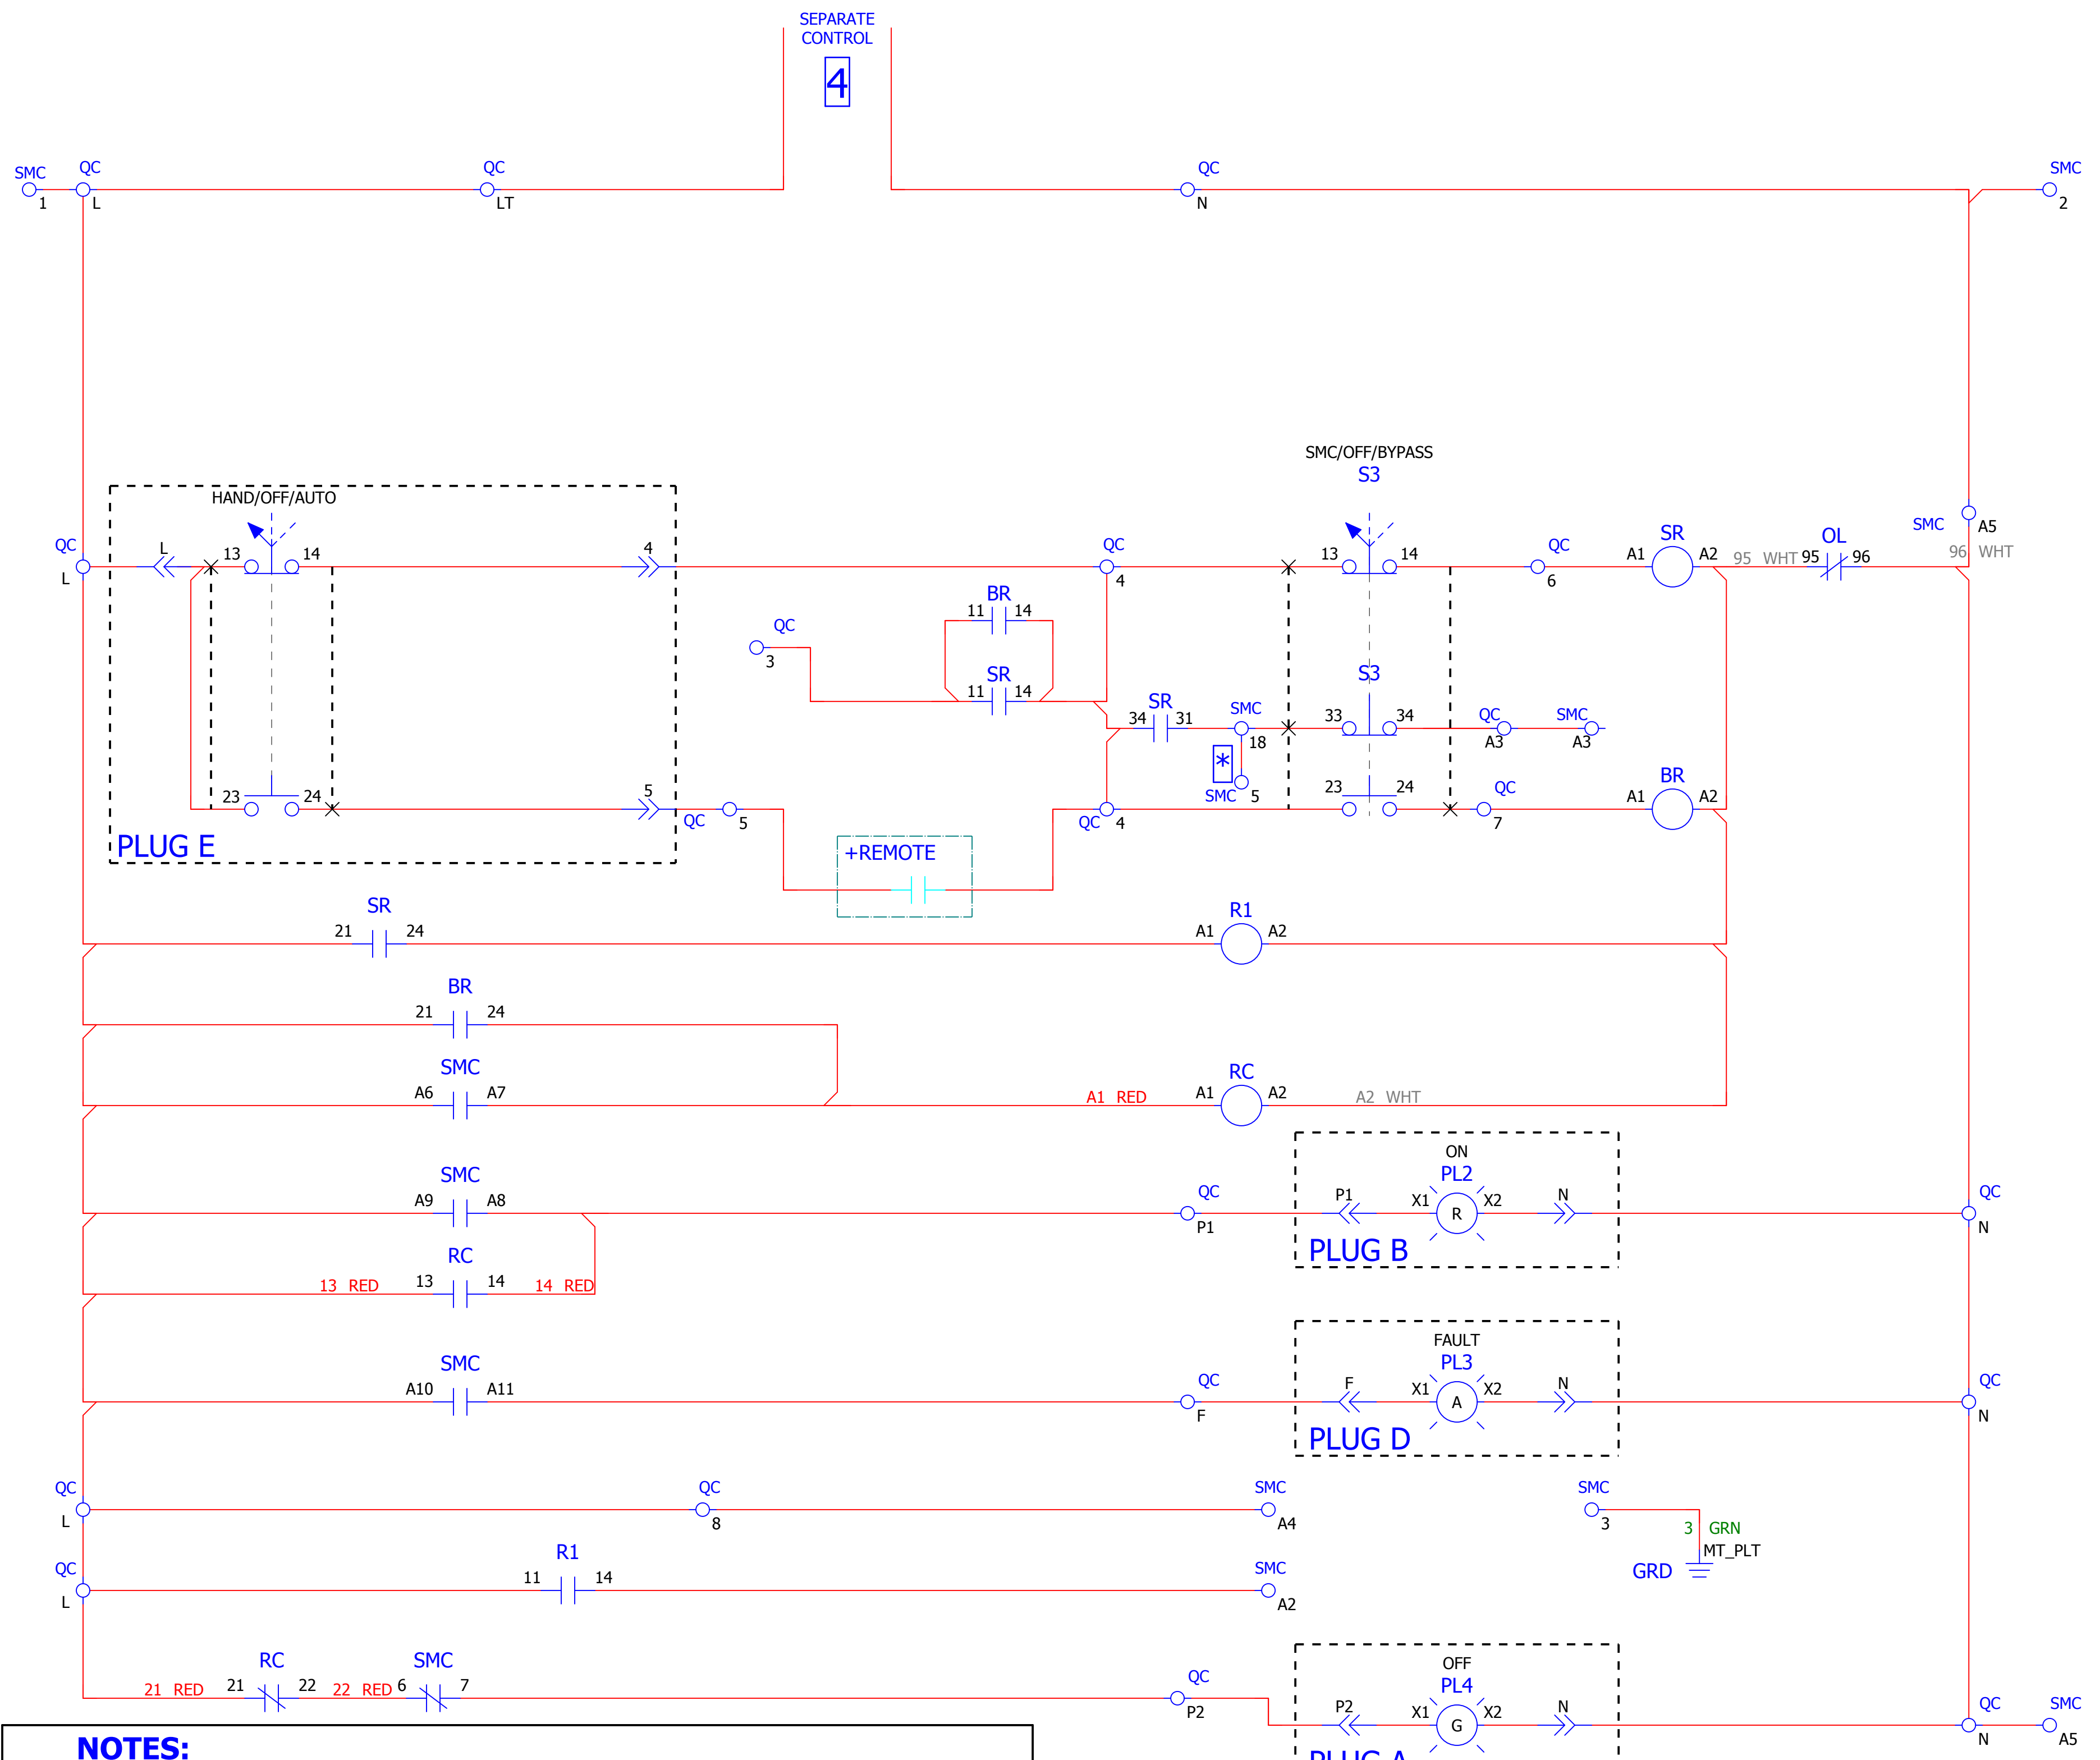 SEPARATE
CONTROL
4
SMC
QC
QC
QC
SMC
1
L
LT
N
2
SMC/OFF/BYPASS
S3
HAND/OFF/AUTO
QC
L
L
13
14
4
QC
4
13
14
QC
6
SR
A1
A2
95 WHT
95
OL
96
SMC
A5
96 WHT
BR
11
14
QC
3
SR
11
14
SR
34
31
SMC
18
S3
33
34
QC
A3
SMC
A3
*
SMC
5
23
24
5
QC
5
QC
4
23
24
QC
7
BR
A1
A2
PLUG E
+REMOTE
SR
21
24
R1
A1
A2
BR
21
24
SMC
A6
A7
A1 RED
RC
A1
A2
A2 WHT
ON
PL2
SMC
A9
A8
QC
P1
P1
X1
R
X2
N
QC
N
PLUG B
RC
13 RED
13
14
14 RED
FAULT
PL3
SMC
A10
A11
QC
F
F
X1
A
X2
N
QC
N
PLUG D
QC
L
QC
8
SMC
A4
SMC
3
3 GRN
MT_PLT
GRD
QC
L
R1
11
14
SMC
A2
RC
21 RED
21
22
22 RED
SMC
6
7
QC
P2
OFF
PL4
P2
X1
G
X2
N
QC
N
SMC
A5
PLUG A
NOTES: